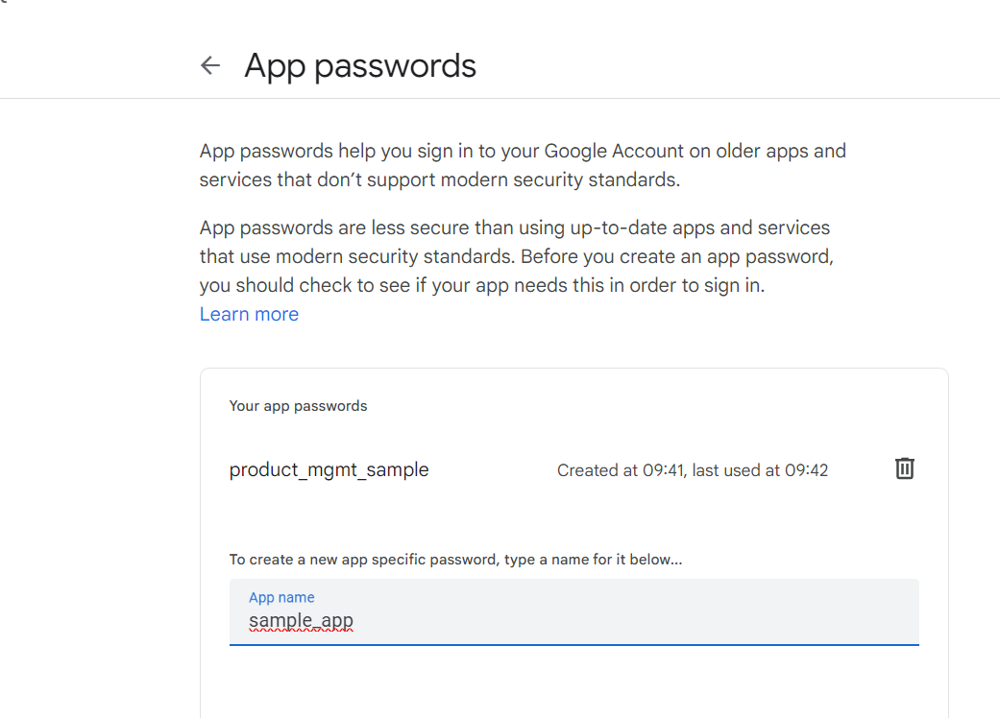 App passwords
App passwords help you sign in to your Google Account on older apps and
services that don’t support modern security standards.
App passwords are less secure than using up-to-date apps and services
that use modern security standards. Before you create an app password,
you should check to see if your app needs this in order to sign in.
Learn more
Your app passwords
product_mgmt_sample Created at 09:41, last used at 09:42
To create a new app specific password, type a name for it below...
App name
sample_app